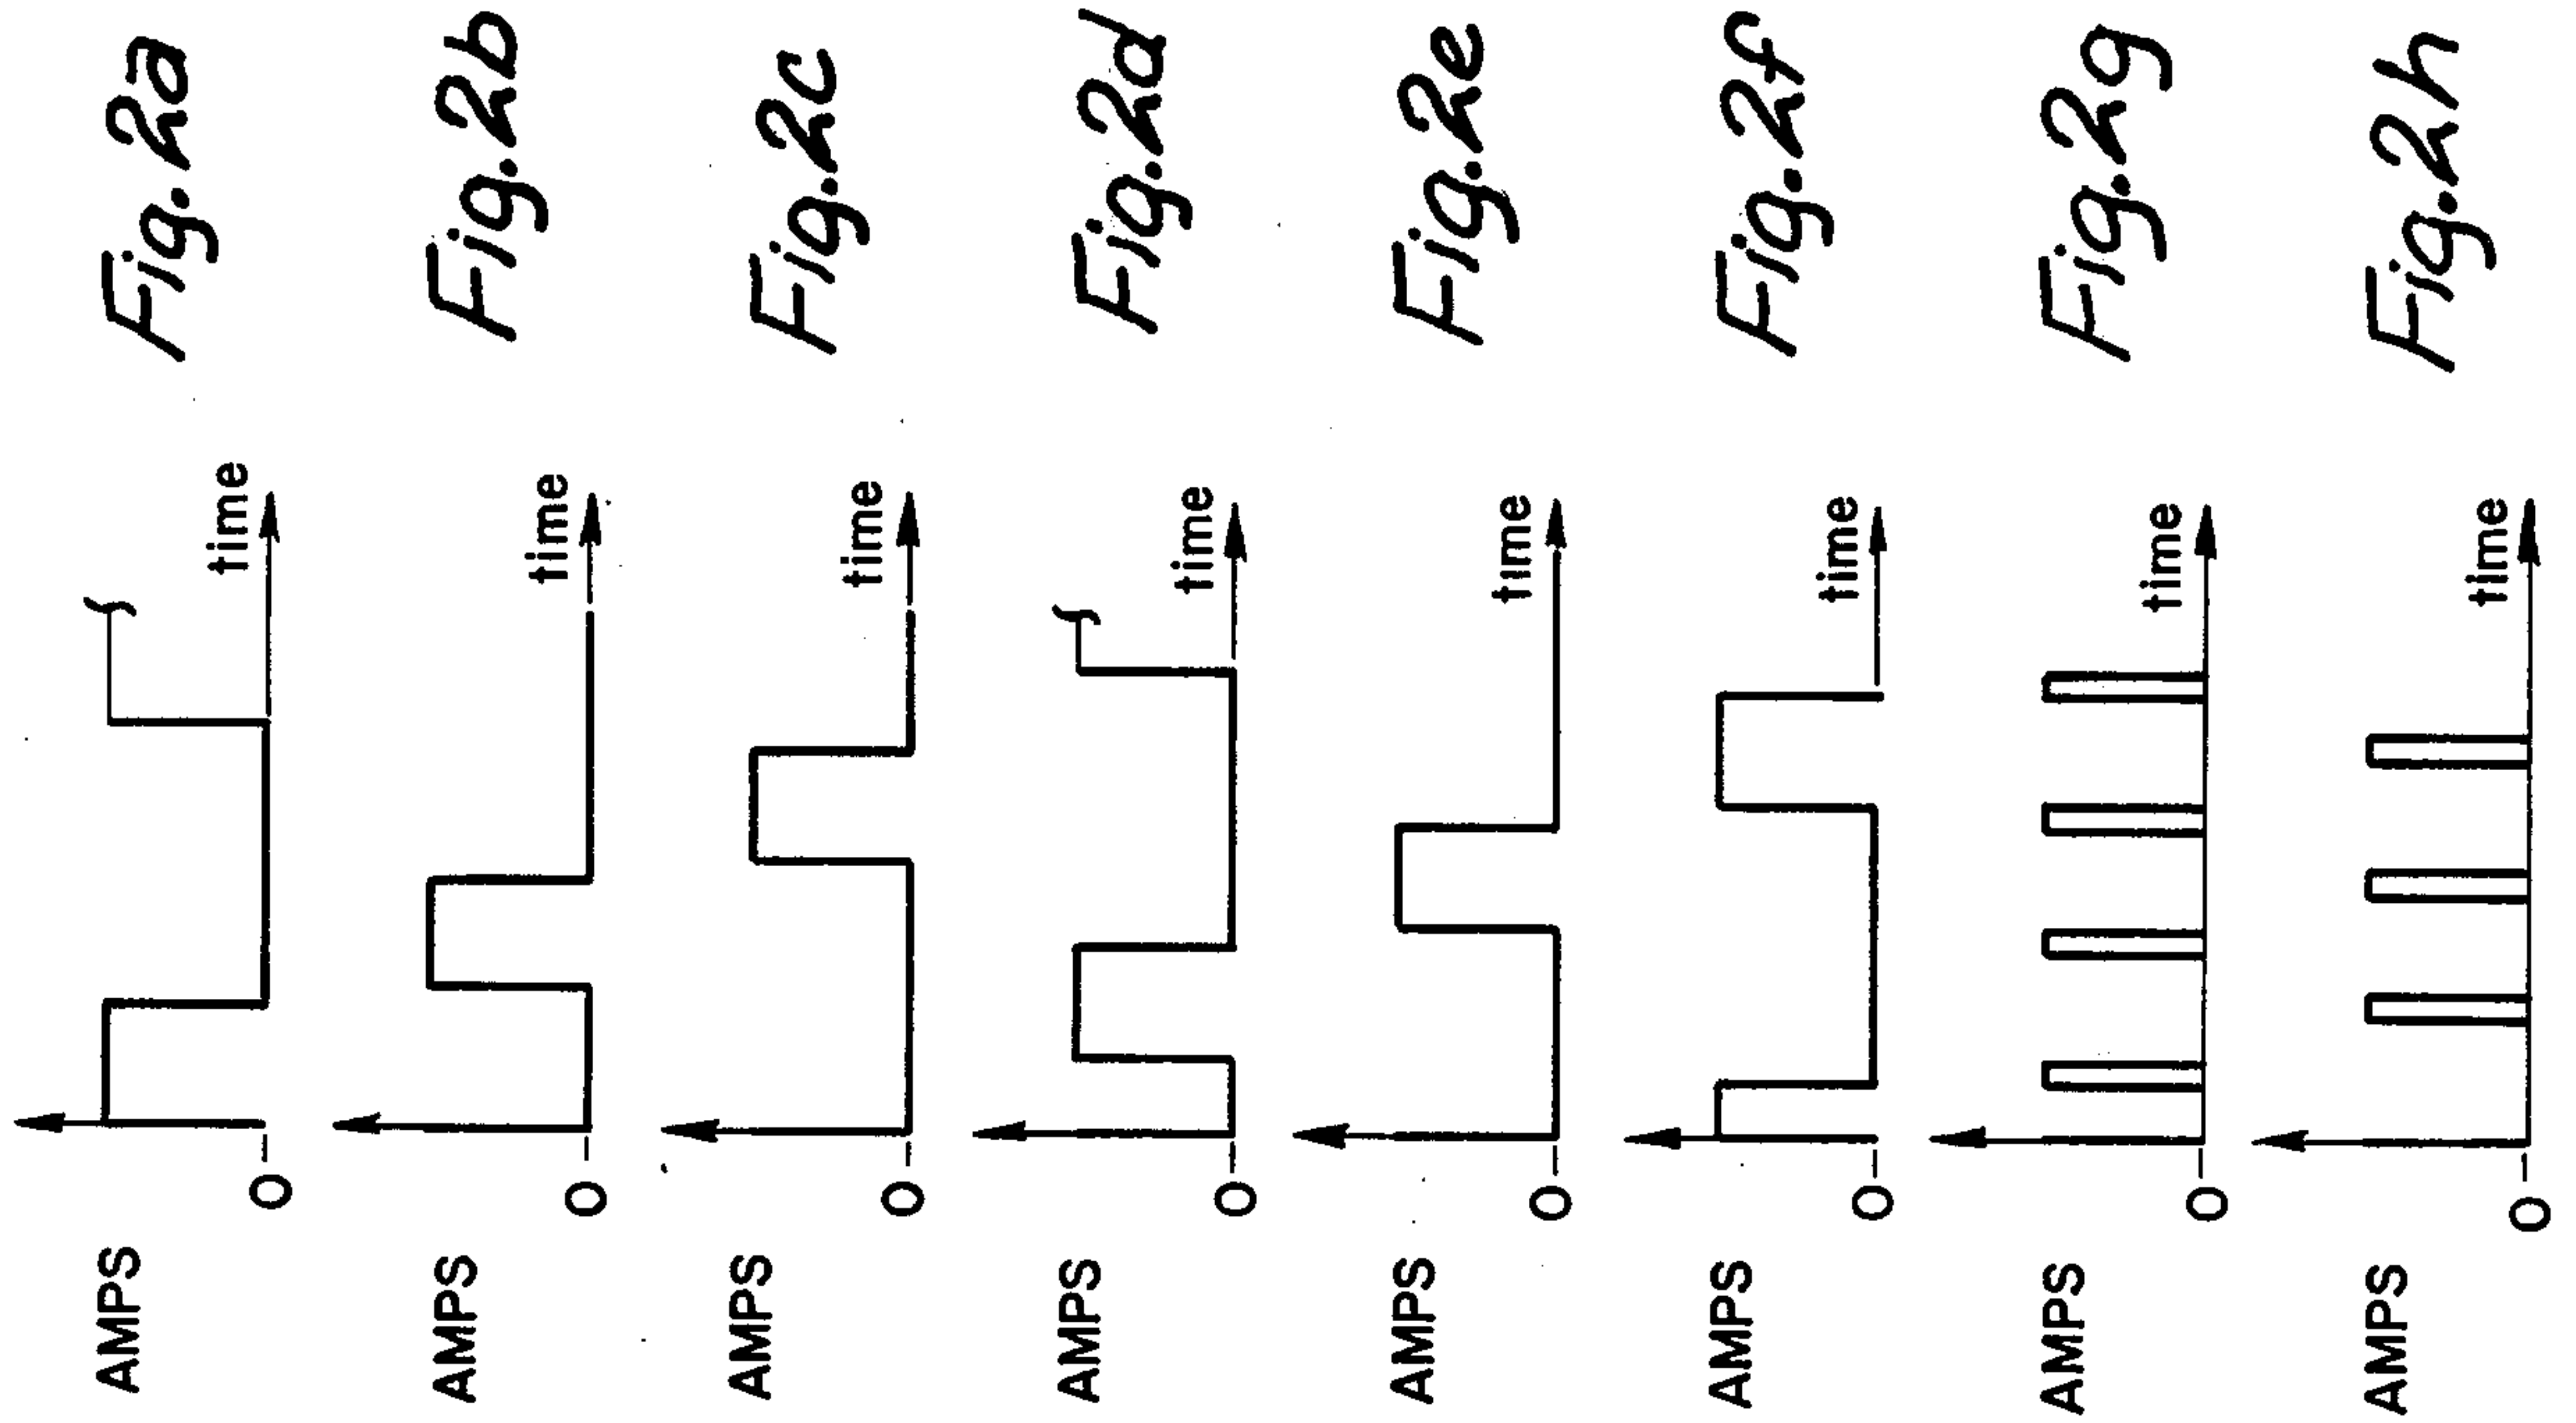 AMPS 0 time Fig.2a
AMPS 0 time Fig.2b
AMPS 0 time Fig.2c
AMPS 0 time Fig.2d
AMPS 0 time Fig.2e
AMPS 0 time Fig.2f
AMPS 0 time Fig.2g
AMPS 0 time Fig.2h